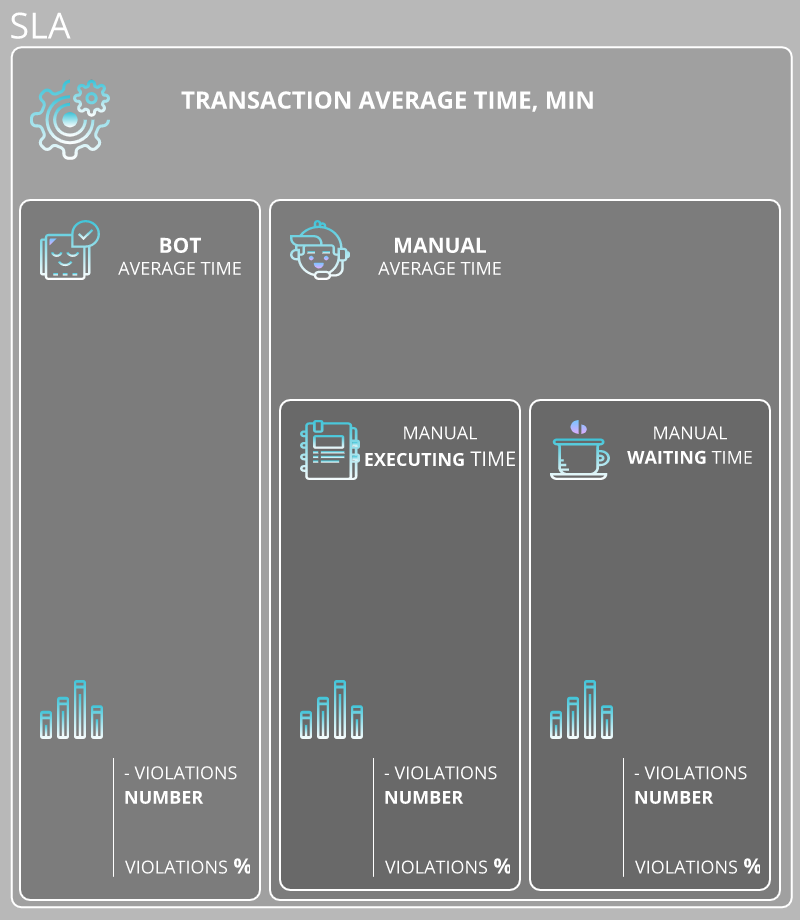 SLA
TRANSACTION AVERAGE TIME, MIN
BOT
AVERAGE TIME
MANUAL
AVERAGE TIME
MANUAL
EXECUTING TIME
MANUAL
WAITING TIME
- VIOLATIONS
NUMBER
VIOLATIONS %
- VIOLATIONS
NUMBER
VIOLATIONS %
- VIOLATIONS
NUMBER
VIOLATIONS %